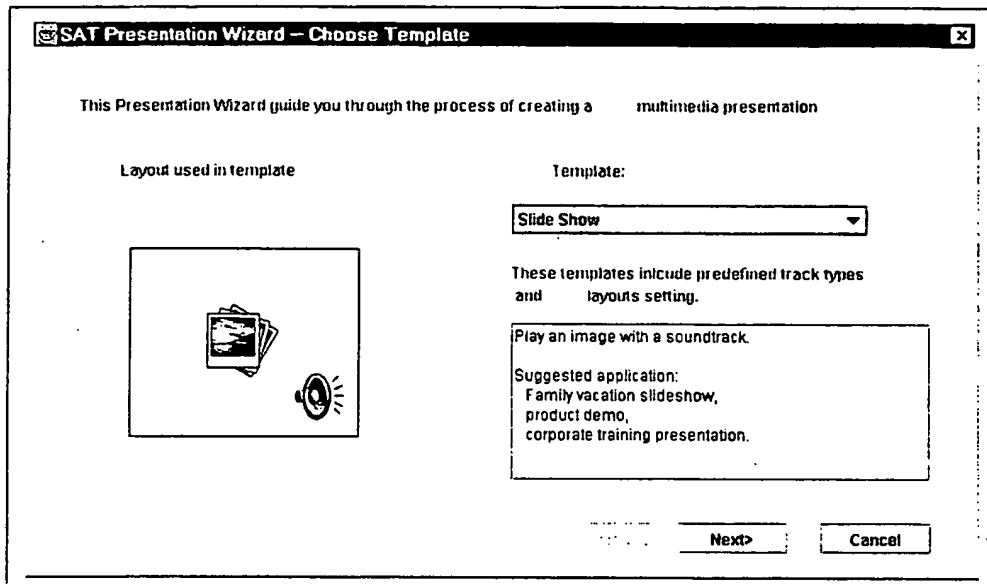 SAT Presentation Wizard – Choose Template
This Presentation Wizard guide you through the process of creating a multimedia presentation
Layout used in template
Template:
Slide Show
These templates inlcude predefined track types
and layouts setting.
Play an image with a soundtrack.
Suggested application:
Family vacation slideshow,
product demo,
corporate training presentation.
Next>
Cancel